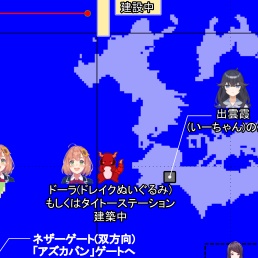 建設中
出雲霞
(いーちゃん)の
ドーラ(ドレイクぬいぐるみ)
もしくはタイトーステーション
建築中
ネザーゲート(双方向)
「アズカバン」ゲートへ